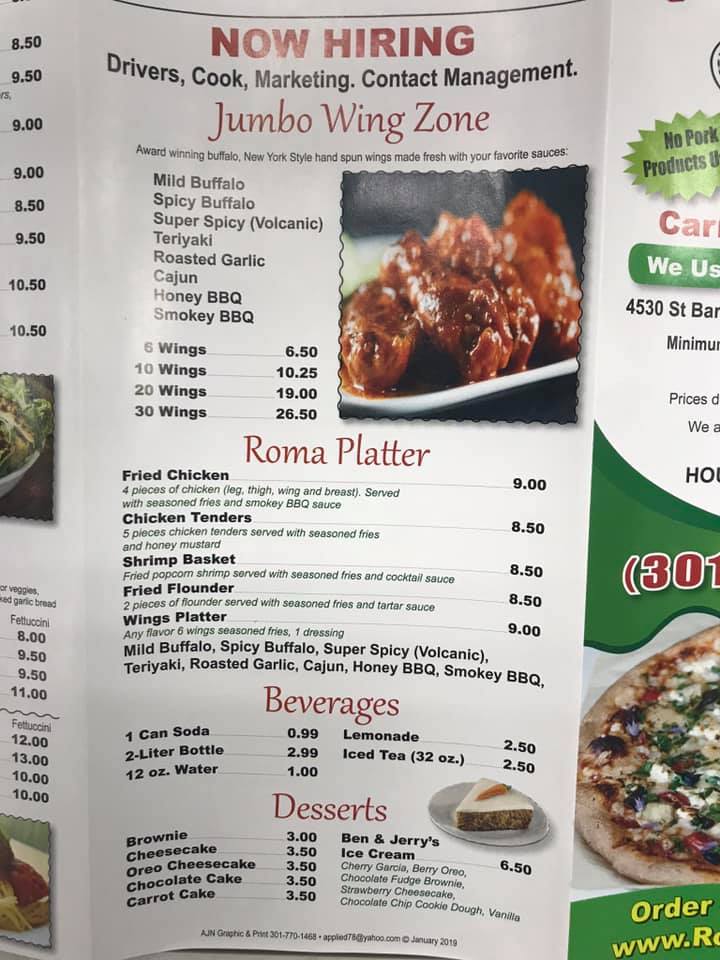 8.50
9.50
rs,
9.00
9.00
8.50
9.50
10.50
10.50
or veggies,
ked garlic bread
Fettuccini
8.00
9.50
9.50
11.00
Fettuccini
12.00
13.00
10.00
10.00
NOW HIRING
Drivers, Cook, Marketing. Contact Management.
Jumbo Wing Zone
Award winning buffalo, New York Style hand spun wings made fresh with your favorite sauces:
Mild Buffalo
Spicy Buffalo
Super Spicy (Volcanic)
Teriyaki
Roasted Garlic
Cajun
Honey BBQ
Smokey BBQ
6 Wings 6.50
10 Wings 10.25
20 Wings 19.00
30 Wings 26.50
Roma Platter
Fried Chicken 9.00
4 pieces of chicken (leg, thigh, wing and breast). Served
with seasoned fries and smokey BBQ sauce
Chicken Tenders 8.50
5 pieces chicken tenders served with seasoned fries
and honey mustard
Shrimp Basket 8.50
Fried popcorn shrimp served with seasoned fries and cocktail sauce
Fried Flounder 8.50
2 pieces of flounder served with seasoned fries and tartar sauce
Wings Platter 9.00
Any flavor 6 wings seasoned fries, 1 dressing
Mild Buffalo, Spicy Buffalo, Super Spicy (Volcanic),
Teriyaki, Roasted Garlic, Cajun, Honey BBQ, Smokey BBQ,
Beverages
1 Can Soda 0.99
2-Liter Bottle 2.99
12 oz. Water 1.00
Lemonade 2.50
Iced Tea (32 oz.) 2.50
Desserts
Brownie 3.00
Cheesecake 3.50
Oreo Cheesecake 3.50
Chocolate Cake 3.50
Carrot Cake 3.50
Ben & Jerry's
Ice Cream 6.50
Cherry Garcia, Berry Oreo,
Chocolate Fudge Brownie,
Strawberry Cheesecake,
Chocolate Chip Cookie Dough, Vanilla
AJN Graphic & Print 301-770-1468 • applied78@yahoo.com © January 2019
No Pork
Products U
Car
We Us
4530 St Bar
Minimu
Prices d
We a
HOU
(301
Order
www.Ro